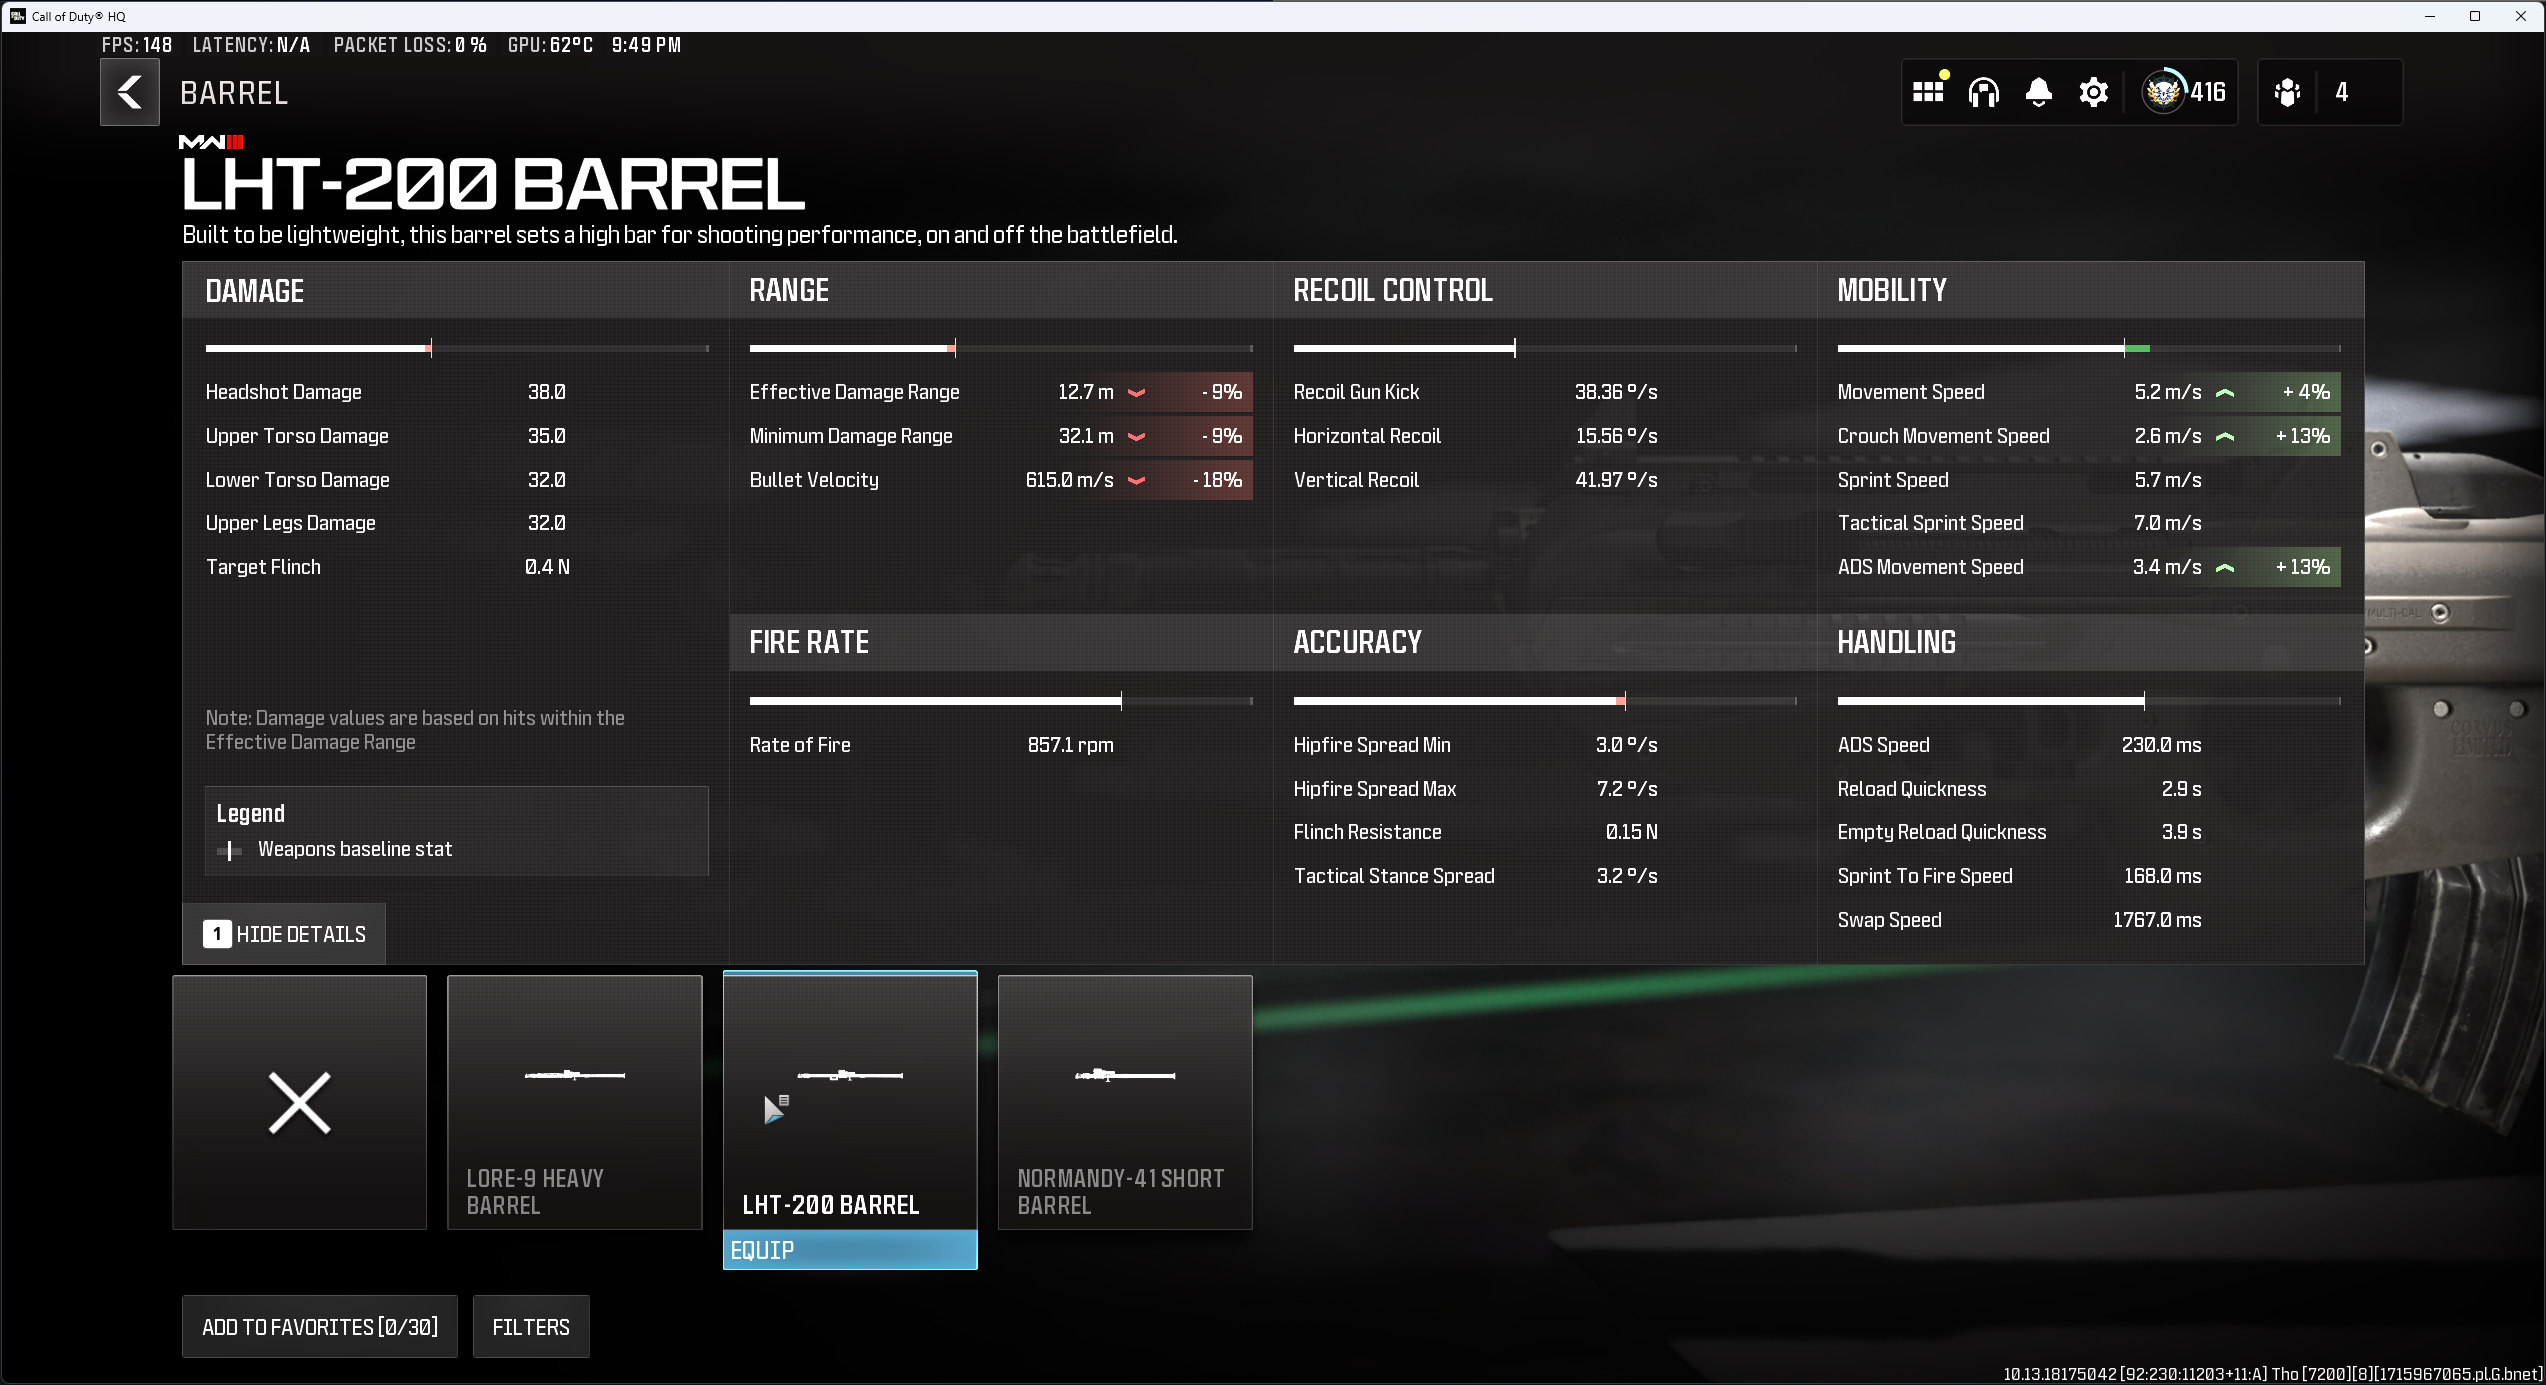 Call of Duty® HQ
FPS: 148 LATENCY: N/A PACKET LOSS: 0 % GPU: 62°C 9:49 PM
BARREL
416
4
MWIII
LHT-200 BARREL
Built to be lightweight, this barrel sets a high bar for shooting performance, on and off the battlefield.
DAMAGE
Headshot Damage 38.0
Upper Torso Damage 35.0
Lower Torso Damage 32.0
Upper Legs Damage 32.0
Target Flinch 0.4 N
Note: Damage values are based on hits within the
Effective Damage Range
Legend
Weapons baseline stat
1 HIDE DETAILS
RANGE
Effective Damage Range 12.7 m - 9%
Minimum Damage Range 32.1 m - 9%
Bullet Velocity 615.0 m/s - 18%
FIRE RATE
Rate of Fire 857.1 rpm
RECOIL CONTROL
Recoil Gun Kick 38.36 º/s
Horizontal Recoil 15.56 º/s
Vertical Recoil 41.97 º/s
ACCURACY
Hipfire Spread Min 3.0 º/s
Hipfire Spread Max 7.2 º/s
Flinch Resistance 0.15 N
Tactical Stance Spread 3.2 º/s
MOBILITY
Movement Speed 5.2 m/s + 4%
Crouch Movement Speed 2.6 m/s + 13%
Sprint Speed 5.7 m/s
Tactical Sprint Speed 7.0 m/s
ADS Movement Speed 3.4 m/s + 13%
HANDLING
ADS Speed 230.0 ms
Reload Quickness 2.9 s
Empty Reload Quickness 3.9 s
Sprint To Fire Speed 168.0 ms
Swap Speed 1767.0 ms
MULTI-CAL
CORVUS
LIMITED
LORE-9 HEAVY
BARREL
LHT-200 BARREL
EQUIP
NORMANDY-41 SHORT
BARREL
ADD TO FAVORITES [0/30]
FILTERS
10.13.18175042 [92:230:11203+11:A] Tho [7200][8][1715967065.pl.G.bnet]